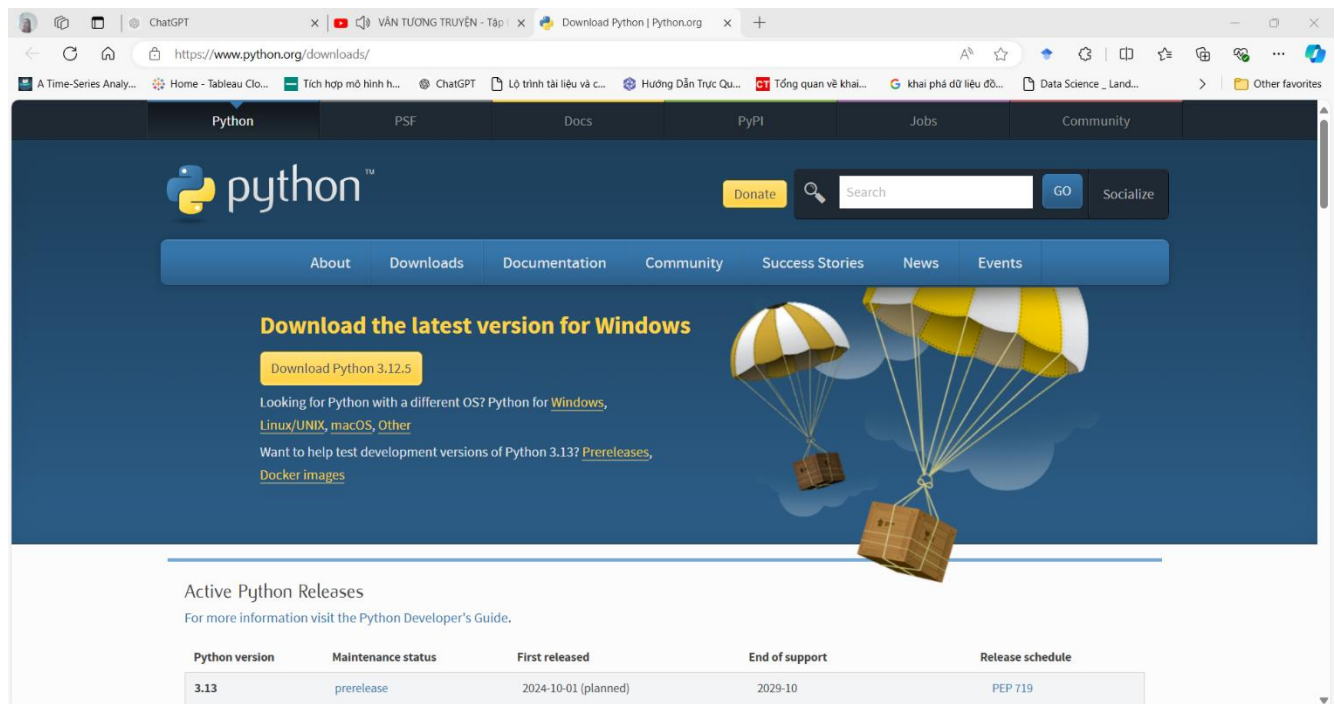 ChatGPT
VÂN TƯƠNG TRUYỆN - Tập
Download Python | Python.org
https://www.python.org/downloads/
A Time-Series Analy...
Home - Tableau Clo...
Tích hợp mô hình h...
ChatGPT
Lộ trình tài liệu và c...
Hướng Dẫn Trực Qu...
CT Tổng quan về khai...
khai phá dữ liệu đồ...
Data Science _ Land...
Other favorites
Python PSF Docs PyPI Jobs Community
python™
Donate
Search
GO
Socialize
About Downloads Documentation Community Success Stories News Events
Download the latest version for Windows
Download Python 3.12.5
Looking for Python with a different OS? Python for Windows,
Linux/UNIX, macOS, Other
Want to help test development versions of Python 3.13? Prereleases,
Docker images
Active Python Releases
For more information visit the Python Developer's Guide.
Python version Maintenance status First released End of support Release schedule
3.13 prerelease 2024-10-01 (planned) 2029-10 PEP 719